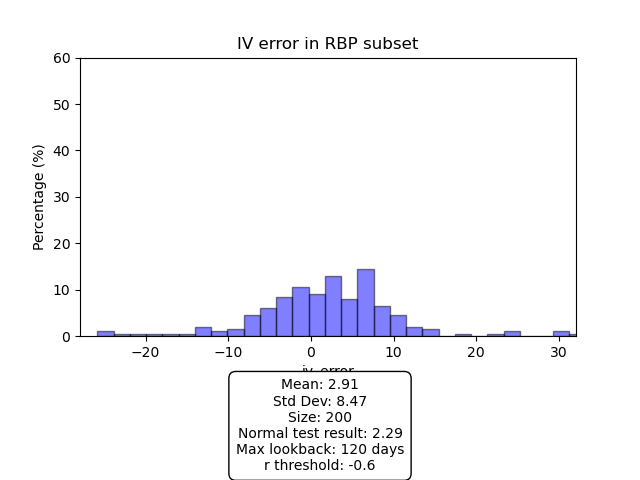 IV error in RBP subset
60
50
40
30
20
10
0
Percentage (%)
−20
−10
0
10
20
30
iv_error
Mean: 2.91
Std Dev: 8.47
Size: 200
Normal test result: 2.29
Max lookback: 120 days
r threshold: -0.6